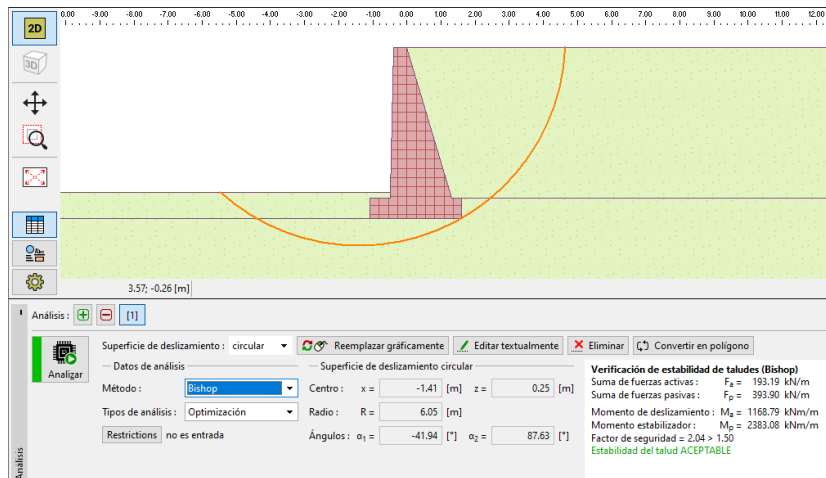 0.00 -9.00 -8.00 -7.00 -6.00 -5.00 -4.00 -3.00 -2.00 -1.00 0.00 1.00 2.00 3.00 4.00 5.00 6.00 7.00 8.00 9.00 10.00 11.00 12.00
2D
3D
3.57; -0.26 [m]
Análisis : [1]
Analizar
Superficie de deslizamiento : circular Reemplazar gráficamente Editar textualmente Eliminar Convertir en polígono
Datos de análisis Superficie de deslizamiento circular
Método : Bishop Centro : x = -1.41 [m] z = 0.25 [m]
Tipos de análisis : Optimización Radio : R = 6.05 [m]
Restrictions no es entrada Ángulos : α1 = -41.94 [°] α2 = 87.63 [°]
Verificación de estabilidad de taludes (Bishop)
Suma de fuerzas activas : Fa = 193.19 kN/m
Suma de fuerzas pasivas : Fp = 393.90 kN/m
Momento de deslizamiento : Ma = 1168.79 kNm/m
Momento estabilizador : Mp = 2383.08 kNm/m
Factor de seguridad = 2.04 > 1.50
Estabilidad del talud ACEPTABLE
Análisis